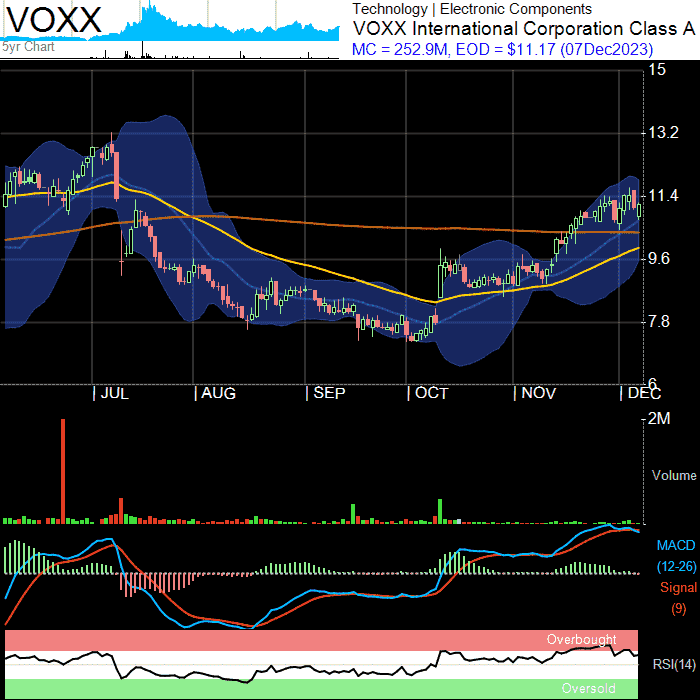 VOXX
5yr Chart
Technology | Electronic Components
VOXX International Corporation Class A
MC = 252.9M, EOD = $11.17 (07Dec2023)
15
13.2
11.4
9.6
7.8
6
| JUL
| AUG
| SEP
| OCT
| NOV
| DEC
2M
Volume
MACD
(12-26)
Signal
(9)
Overbought
RSI(14)
Oversold